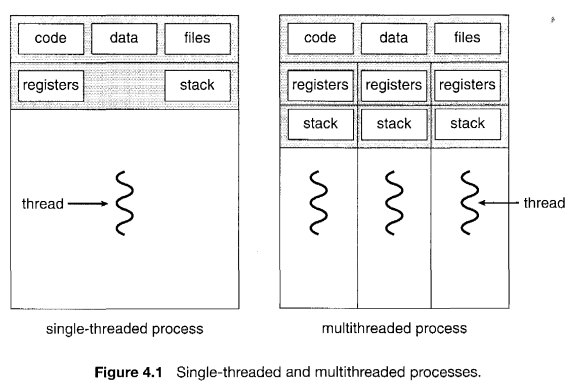 code data files
registers stack
thread
single-threaded process
code data files
registers registers registers
stack stack stack
thread
multithreaded process
Figure 4.1 Single-threaded and multithreaded processes.